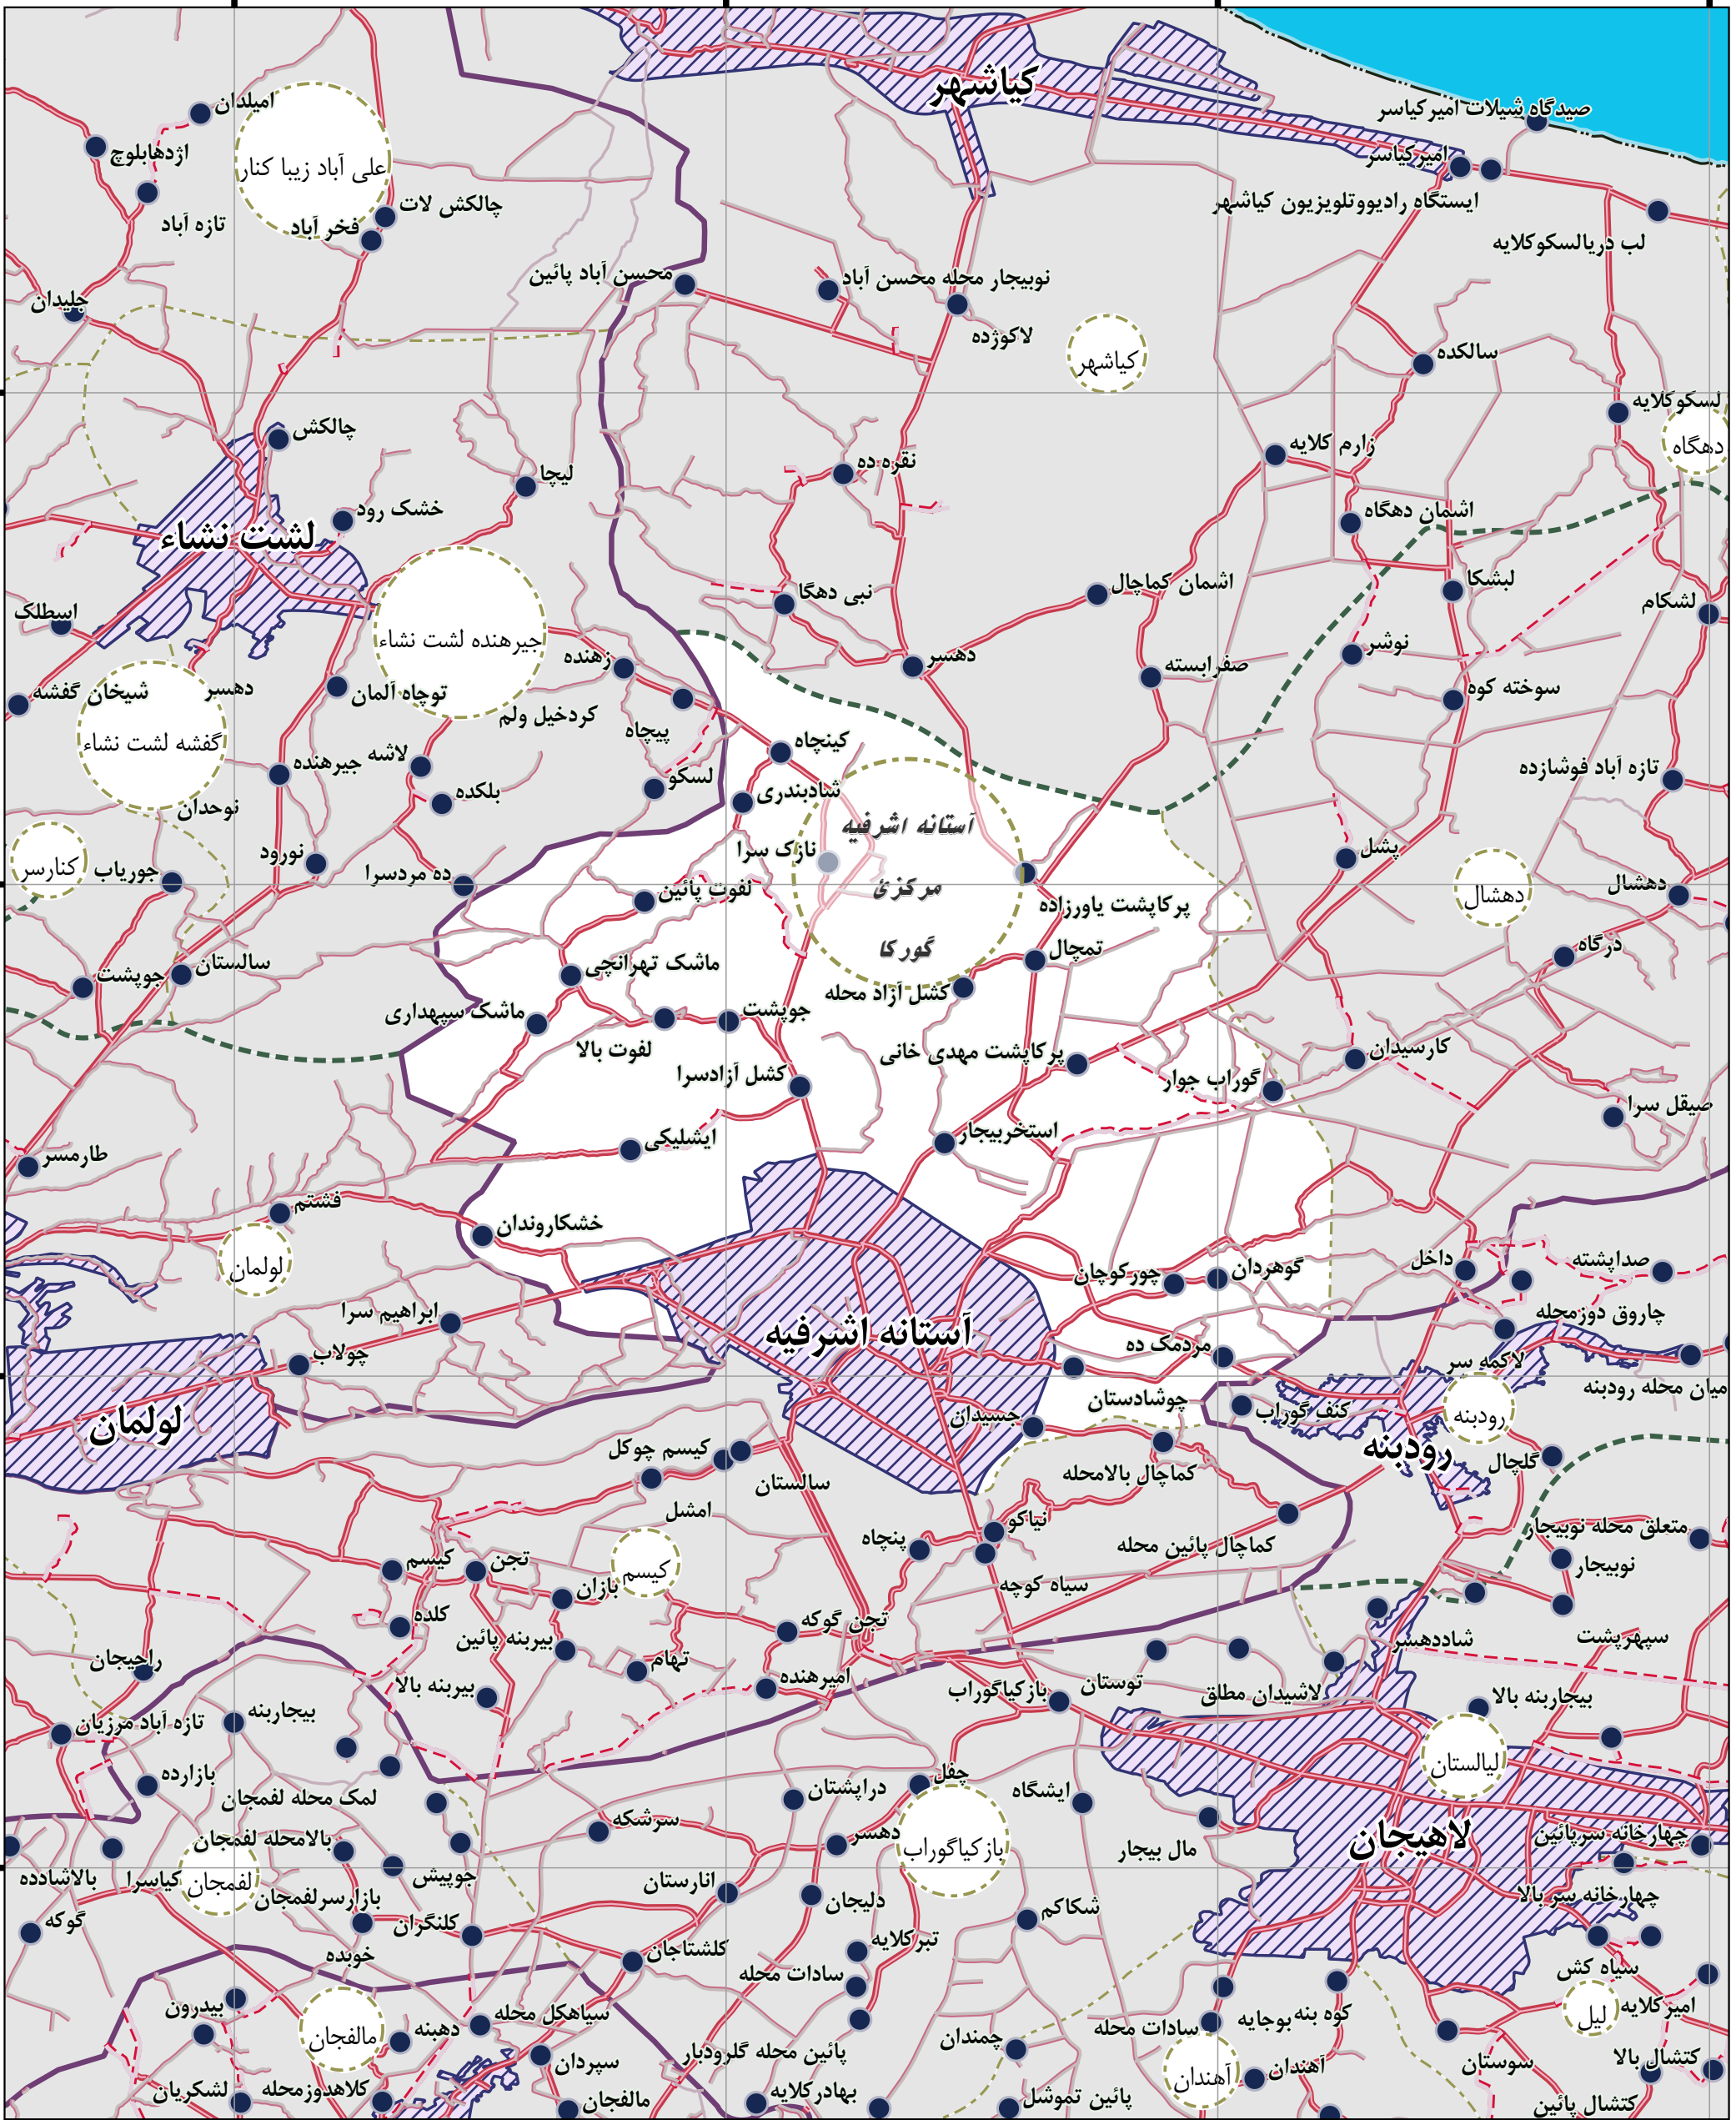 کیاشهر
امیلدان
صیدگاه شیلات امیرکیاسر
اژدهابلوچ
علی آباد زیبا کنار
امیرکیاسر
چالکش لات
ایستگاه رادیووتلویزیون کیاشهر
تازه آباد
فخر آباد
لب دریالسکوکلایه
محسن آباد پائین
نوبیجار محله محسن آباد
جلیدان
لاکوژده
کیاشهر
سالکده
لسکوکلایه
چالکش
زارم کلایه
دهگاه
لیچا
نقره ده
خشک رود
اشمان دهگاه
لشت نشاء
اشمان کماچال
لبشکا
نبی دهگا
لشکام
اسطلک
جیرهنده لشت نشاء
زهنده
دهسر
صفرابسته
نوشر
شیخان گفشه
دهسر
توچاه آلمان
کردخیل ولم
پیچاه
سوخته کوه
گفشه لشت نشاء
کینچاه
لاشه
جیرهنده
لسکو
تازه آباد فوشازده
نوحدان
بلکده
شادبندری
آستانه اشرفیه
نازک سرا
پشل
کنارسر
نورود
جورياب
ده مردسرا
لفوت پائین
مرکزئ
دهشال
دهشال
پرکاپشت یاورزاده
گورکا
تمچال
درگاه
سالستان
جوپشت
ماشک تهرانچی
کشل آزاد محله
ماشک سپهداری
جوپشت
لفوت بالا
پرکاپشت مهدی خانی
کارسیدان
کشل آزادسرا
گوراب جوار
صیقل سرا
ایشلیکی
استخربیجار
طارمسر
فشتم
خشکاروندان
لولمان
چورکوچان
گوهردان
داخل
صداپشته
ابراهیم سرا
آستانه اشرفیه
چاروق دوزمحله
مردمک ده
چولاب
لاکمه سر
میان محله رودبنه
لولمان
چوشادستان
کنف گوراب
رودبنه
جسیدان
رودبنه
کیسم چوکل
گلچال
سالستان
کماچال بالامحله
امشل
نیاکو
متعلق محله نوبیجار
پنچاه
کماچال پائین محله
کیسم
تجن
کیسم
نوبیجار
بازان
سیاه کوچه
کلده
تجن گوکه
بیربنه پائین
شاددهسر
سپهرپشت
راجیجان
تهام
امیرهنده
بیربنه بالا
بازکیاگوراب
توستان
لاشیدان مطلق
بیجاربنه بالا
تازه آباد مرزیان
بیجاربنه
لیالستان
بازارده
لمک محله لفمجان
دراپشتان
چفل
ایشگاه
سرشکه
بالامحله لفمجان
دهسر
بازکیاگوراب
مال بیجار
لاهیجان
چهارخانه سرپائین
بالاشادده
کیاسرا
لفمجان
جوپیش
انارستان
دلیجان
چهارخانه سر بالا
بازارسرلفمجان
شکاکم
گوکه
کلنگران
تبرکلایه
خوبده
کلشتاجان
سیاه کش
سادات محله
بیدرون
سیاهکل محله
لیل
امیرکلایه
مالفجان
دهبنه
چمندان
سادات محله
بوجایه
کوه بنه
سپردان
پائین محله گلرودبار
سوستان
کتشال بالا
آهندان
آهندان
لشکریان
کلاهدوزمحله
مالفجان
بهادرکلایه
پائین تموشل
کتشال پائین